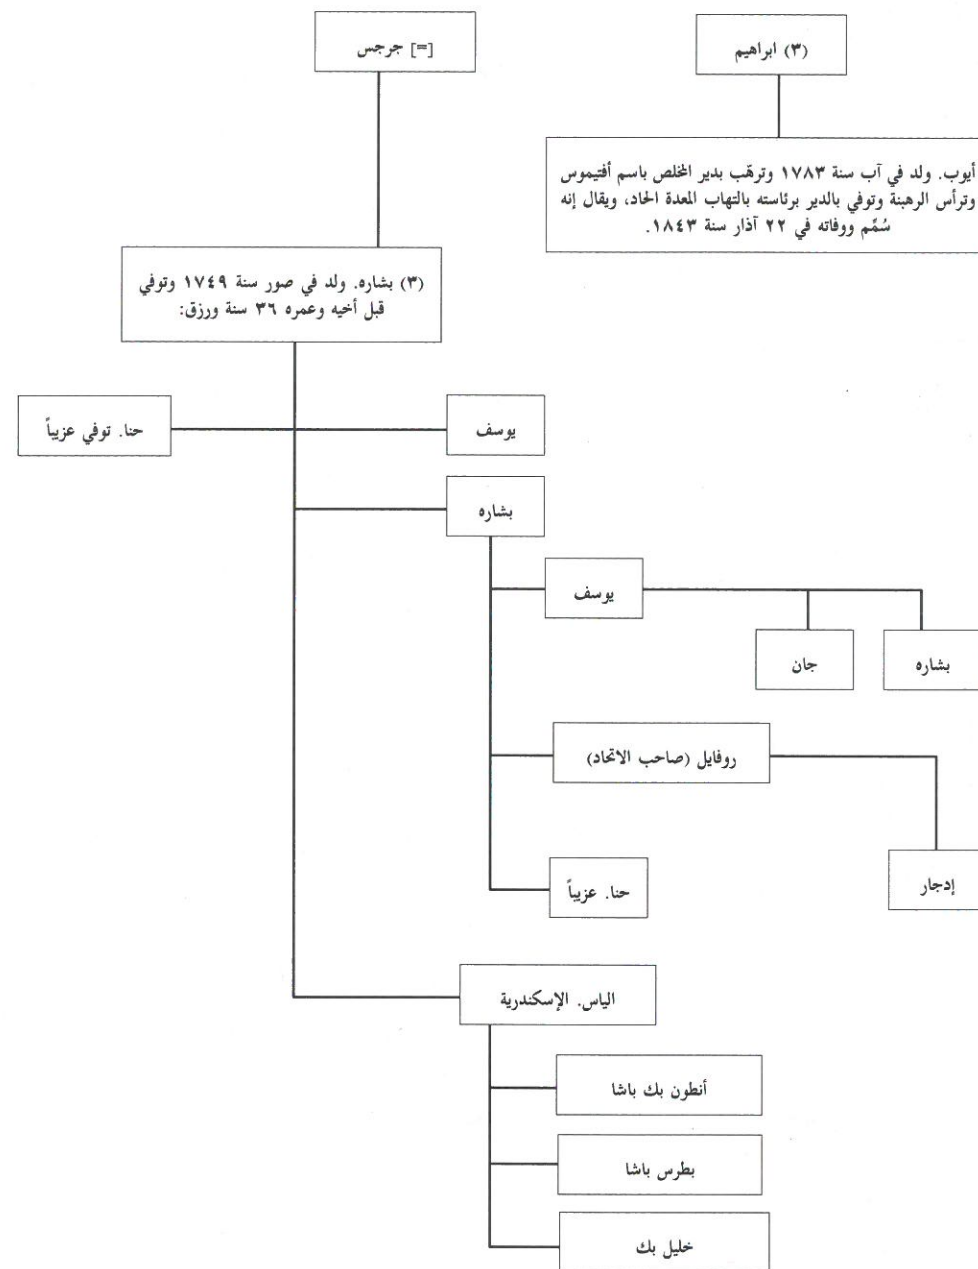 (٣) ابراهيم
[=] جرجس
أيوب. ولد في آب سنة ١٧٨٣ وترهّب بدير المخلص باسم أفتيموس
وترأس الرهبنة وتوفي بالدير برئاسته بالتهاب المعدة الحاد، ويقال إنه
سُمِّم ووفاته في ٢٢ آذار سنة ١٨٤٣.
(٣) بشاره. ولد في صور سنة ١٧٤٩ وتوفي
قبل أخيه وعمره ٣٦ سنة ورزق:
يوسف
حنا. توفي عزيباً
بشاره
يوسف
بشاره
جان
روفايل (صاحب الاتحاد)
إدجار
حنا. عزيباً
الياس. الإسكندرية
أنطون بك باشا
بطرس باشا
خليل بك